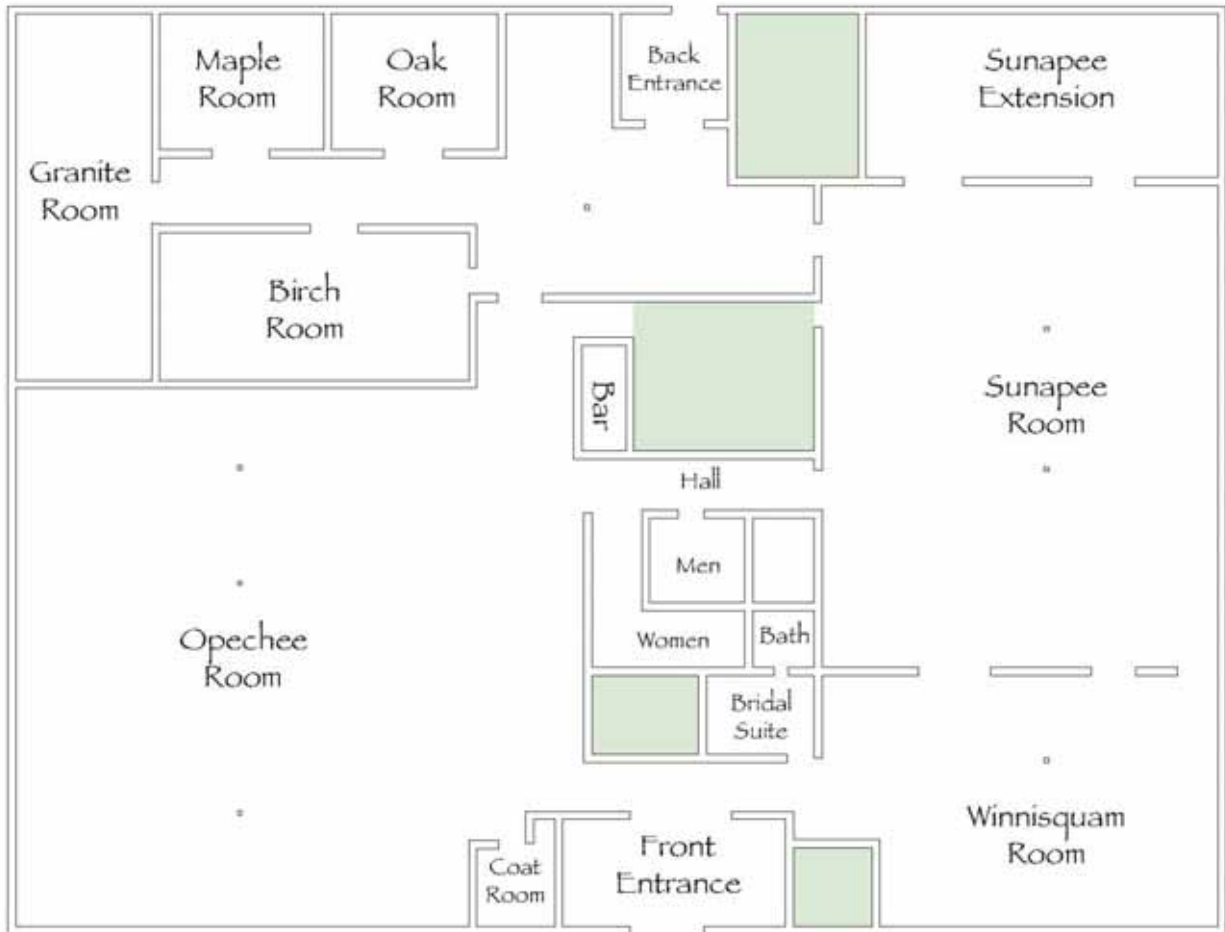 Maple
Room
Oak
Room
Back
Entrance
Sunapee
Extension
Granite
Room
Birch
Room
Bar
Sunapee
Room
Hall
Men
Women
Bath
Opechee
Room
Bridal
Suite
Winnisquam
Room
Coat
Room
Front
Entrance